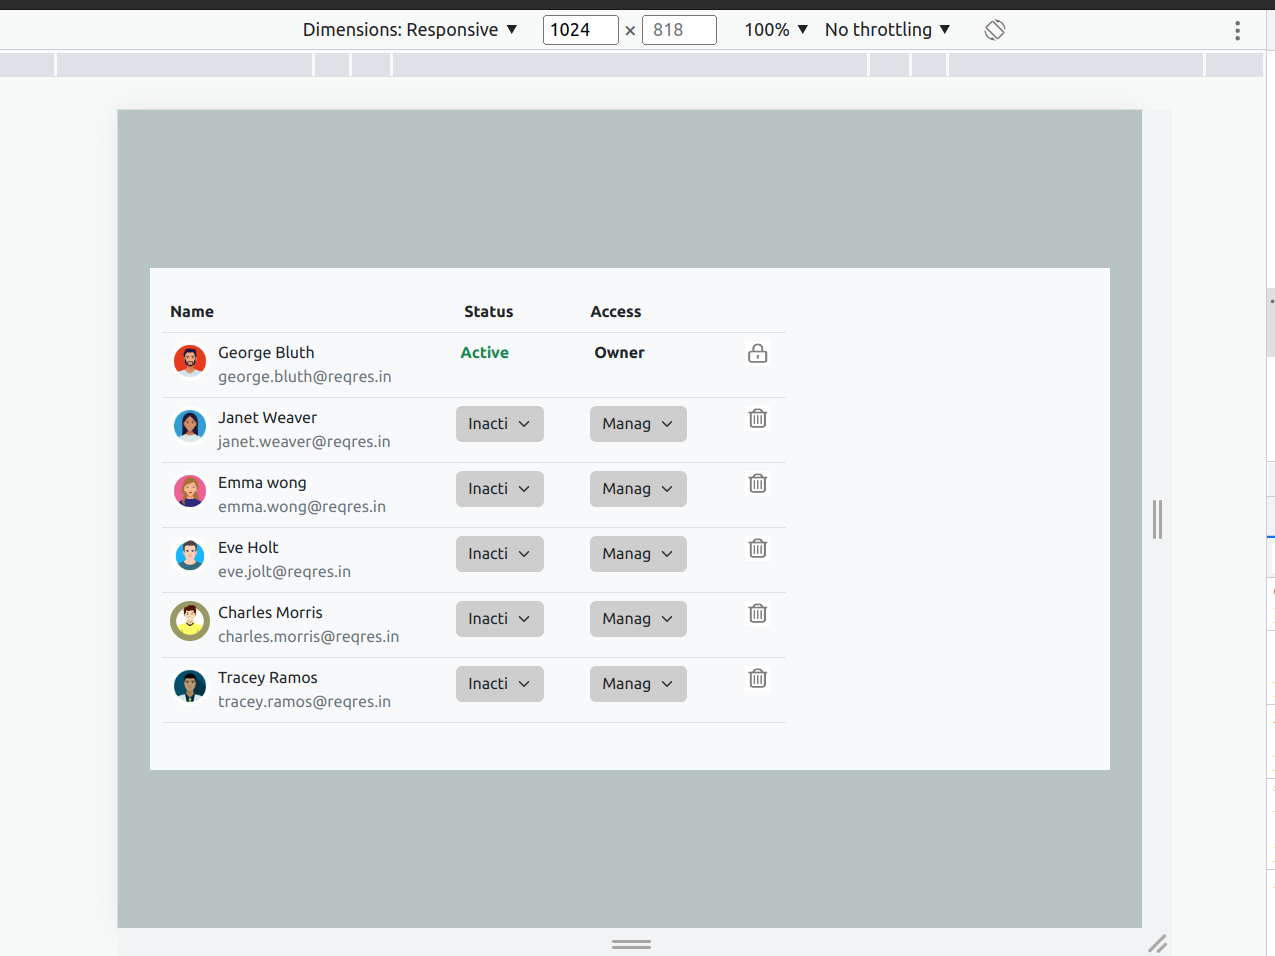 Dimensions: Responsive ▼ 1024 × 818 100% ▼ No throttling ▼
Name Status Access
George Bluth Active Owner
george.bluth@reqres.in
Janet Weaver Inacti Manag
janet.weaver@reqres.in
Emma wong Inacti Manag
emma.wong@reqres.in
Eve Holt Inacti Manag
eve.jolt@reqres.in
Charles Morris Inacti Manag
charles.morris@reqres.in
Tracey Ramos Inacti Manag
tracey.ramos@reqres.in